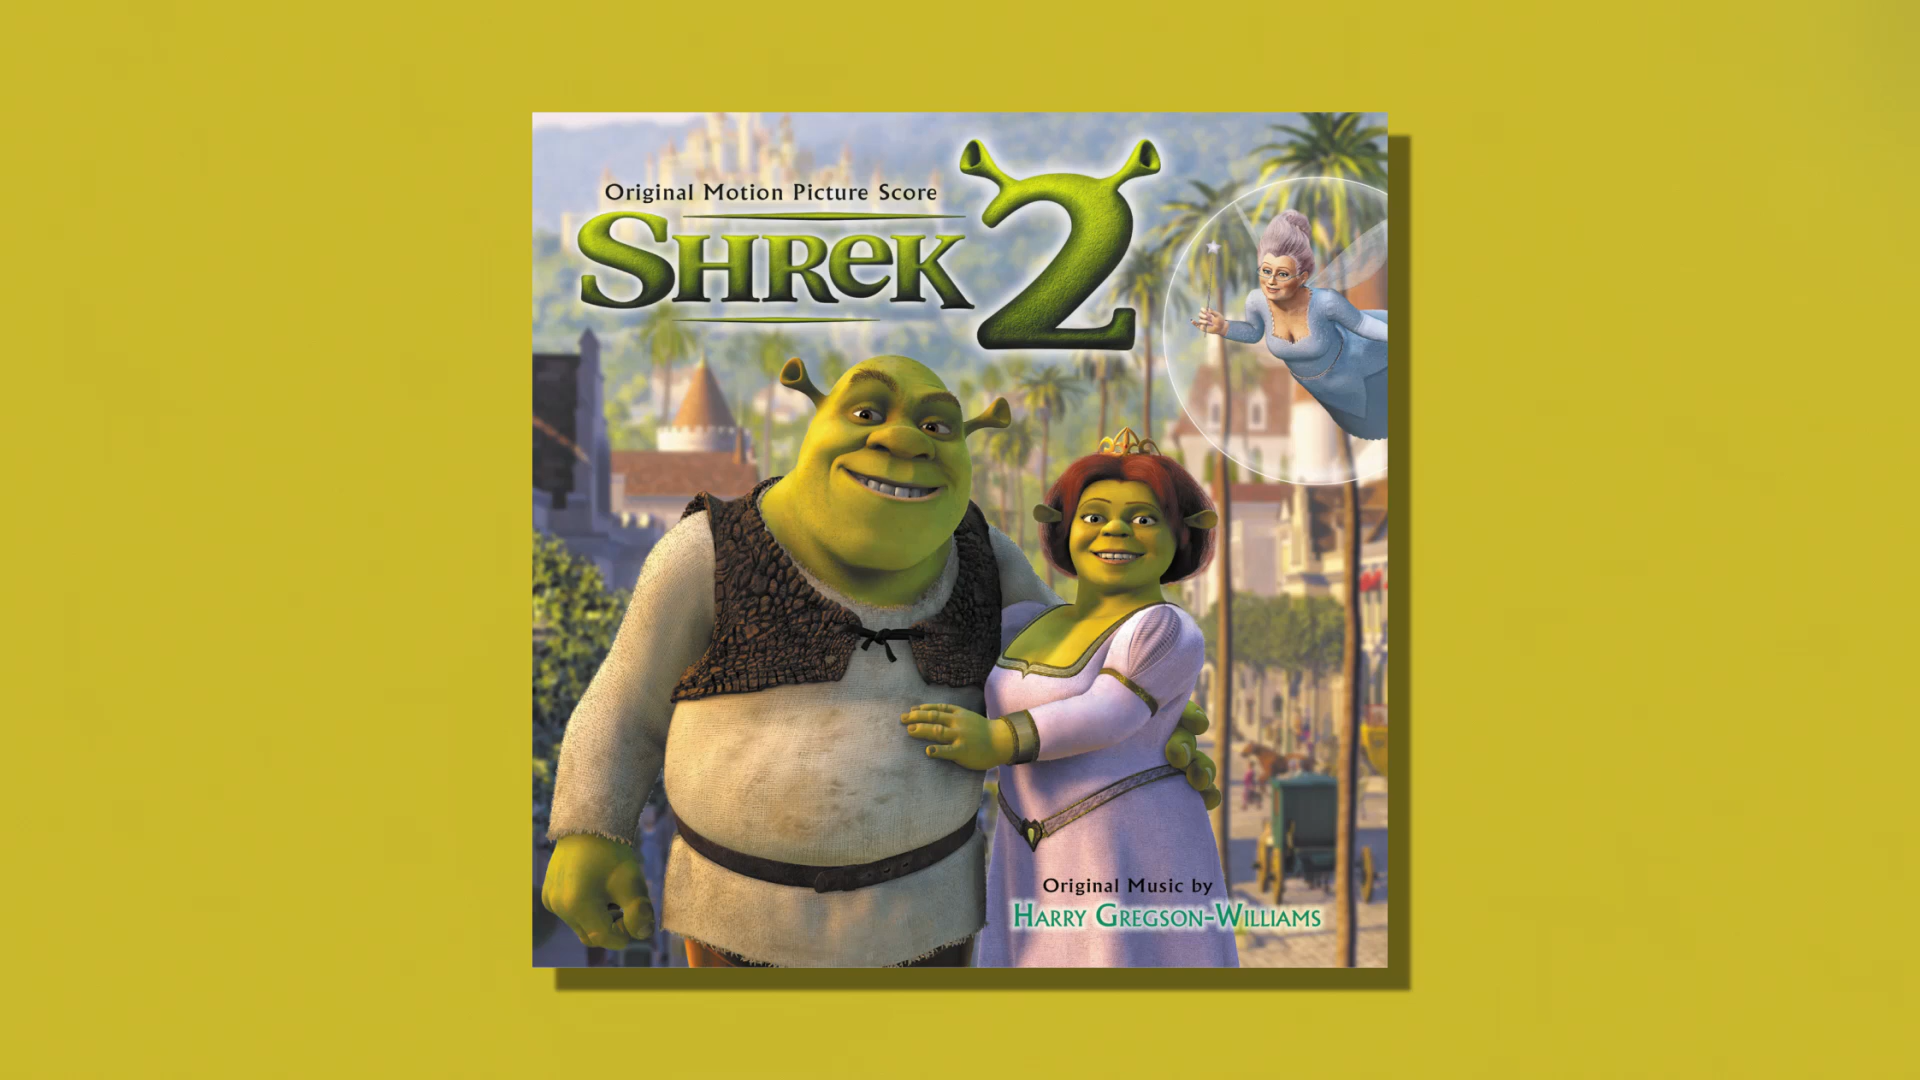 Original Motion Picture Score
SHREK 2
Original Music by
HARRY GREGSON-WILLIAMS